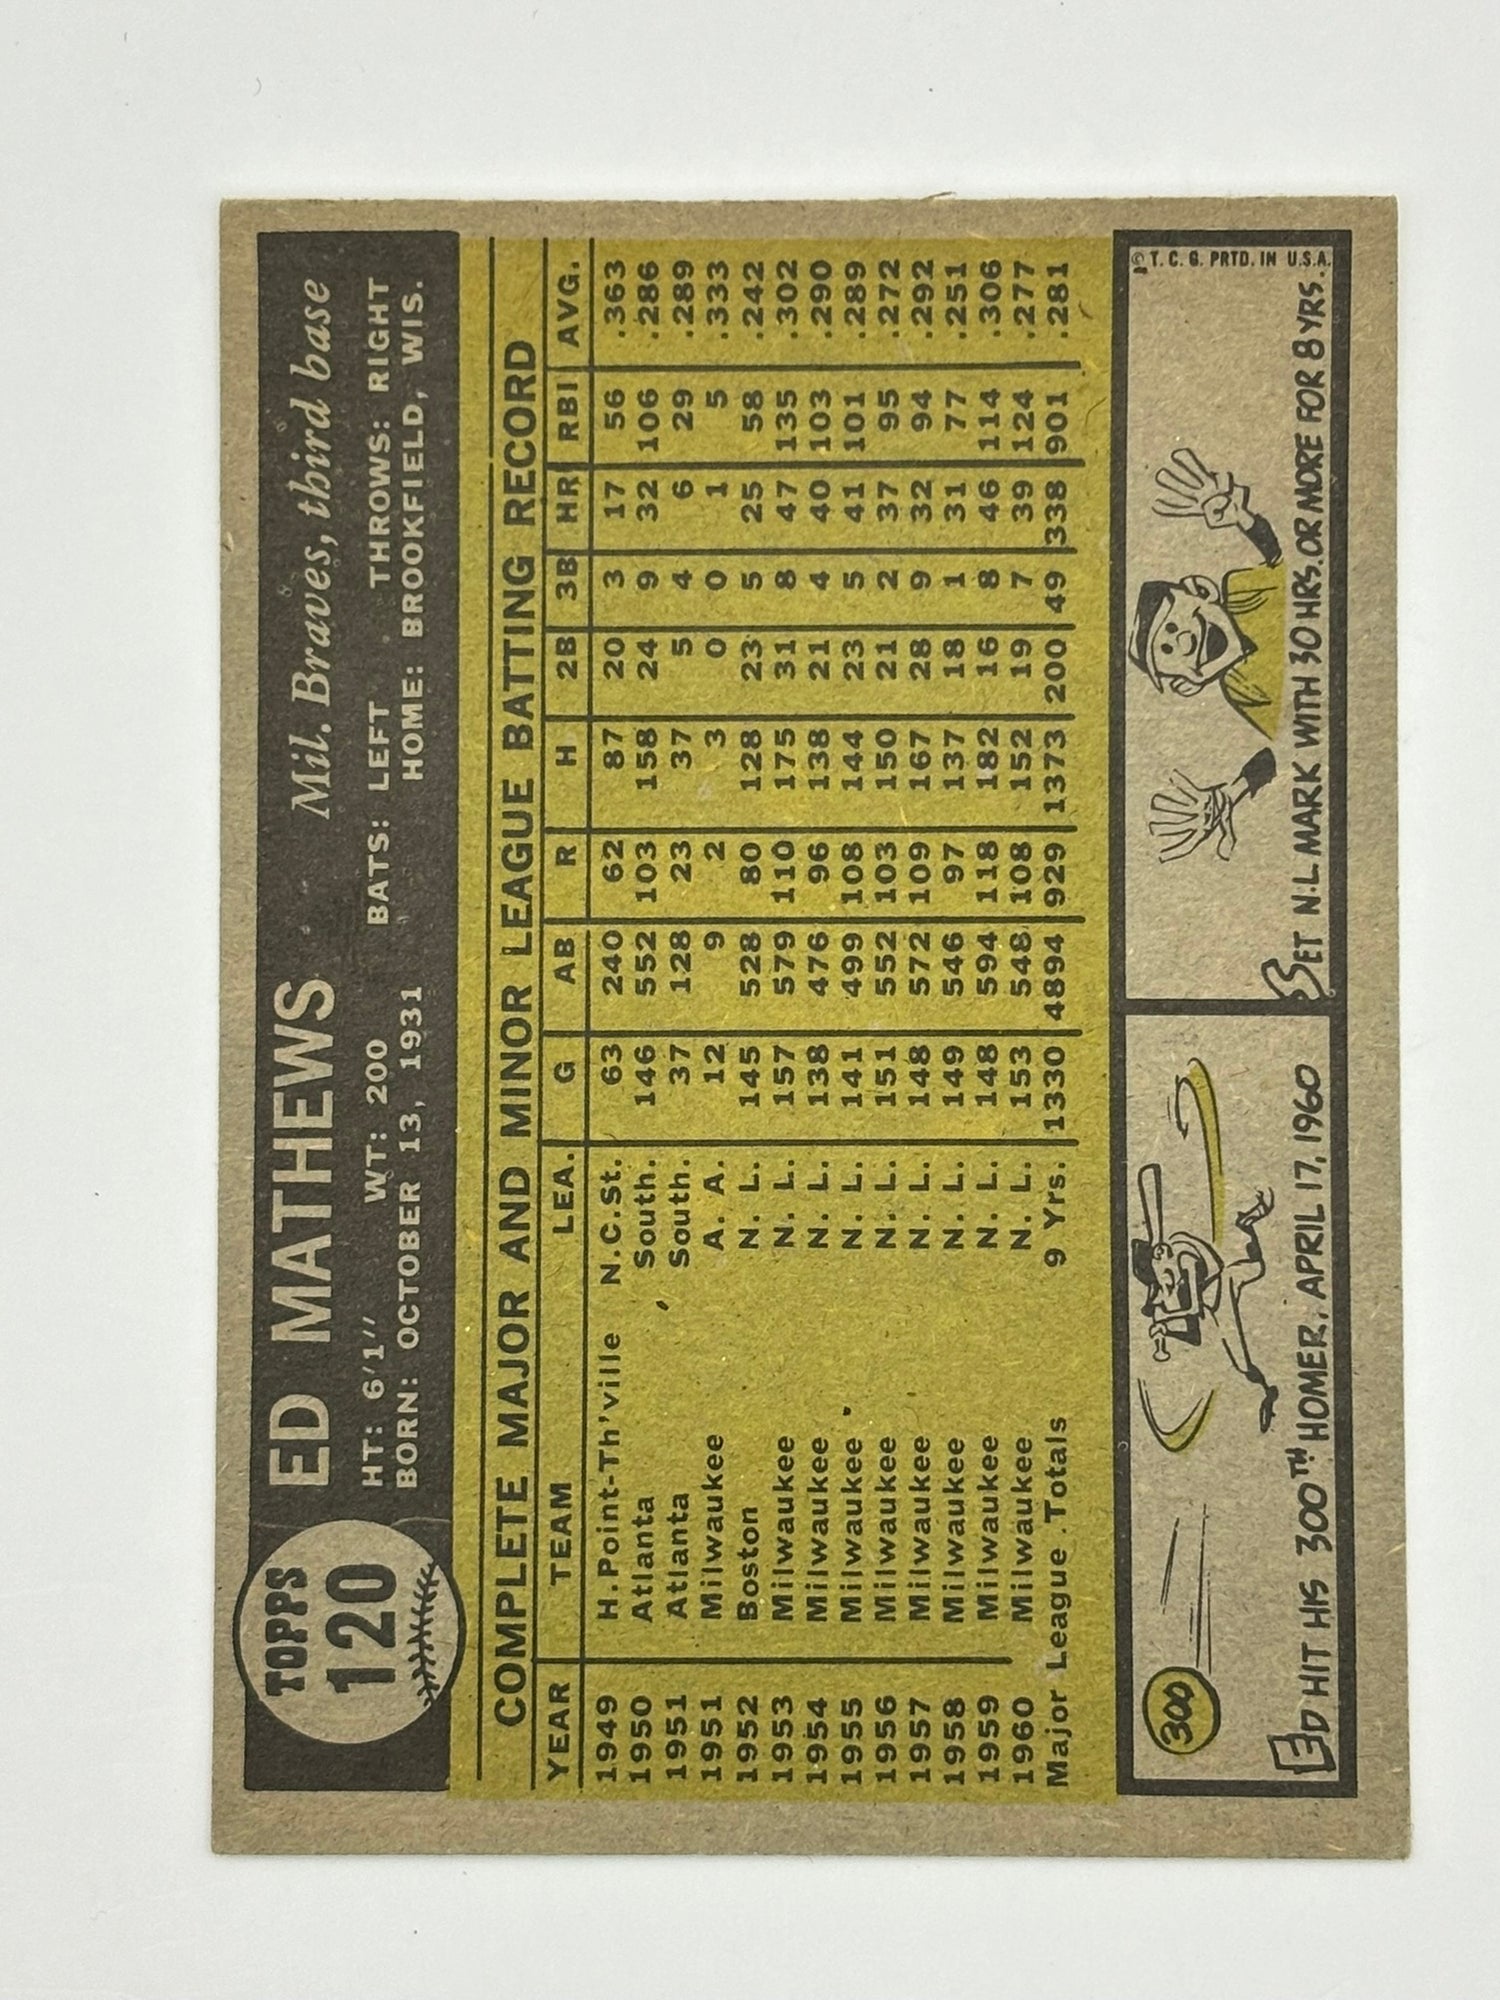 TOPPS
120
ED MATHEWS Mil. Braves, third base
HT: 6'1" WT: 200 BATS: LEFT THROWS: RIGHT
BORN: OCTOBER 13, 1931 HOME: BROOKFIELD, WIS.
COMPLETE MAJOR AND MINOR LEAGUE BATTING RECORD
YEAR TEAM LEA. G AB R H 2B 3B HR RBI AVG.
1949 H.Point-Th'ville N.C.St. 63 240 62 87 20 3 17 56 .363
1950 Atlanta South. 146 552 103 158 24 9 32 106 .286
1951 Atlanta South. 37 128 23 37 5 4 6 29 .289
1951 Milwaukee A. A. 12 9 2 3 0 0 1 5 .333
1952 Boston N. L. 145 528 80 128 23 5 25 58 .242
1953 Milwaukee N. L. 157 579 110 175 31 8 47 135 .302
1954 Milwaukee N. L. 138 476 96 138 21 4 40 103 .290
1955 Milwaukee N. L. 141 499 108 144 23 5 41 101 .289
1956 Milwaukee N. L. 151 552 103 150 21 2 37 95 .272
1957 Milwaukee N. L. 148 572 109 167 28 9 32 94 .292
1958 Milwaukee N. L. 149 546 97 137 18 1 31 77 .251
1959 Milwaukee N. L. 148 594 118 182 16 8 46 114 .306
1960 Milwaukee N. L. 153 548 108 152 19 7 39 124 .277
Major League Totals 9 Yrs. 1330 4894 929 1373 200 49 338 901 .281
300
ED HIT HIS 300TH HOMER, APRIL 17, 1960
© T. C. G. PRTD. IN U.S.A.
SET N.L. MARK WITH 30 HRS. OR MORE FOR 8 YRS.